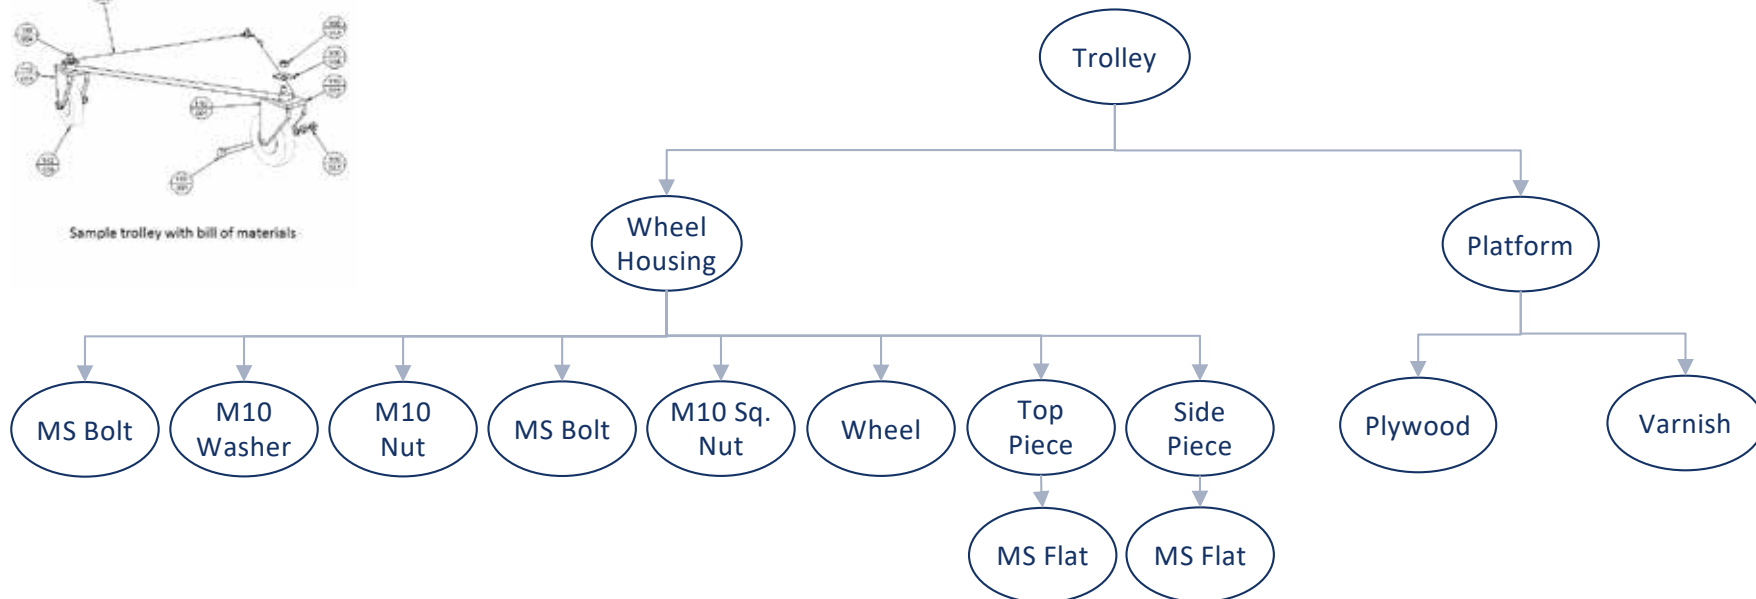 Sample trolley with bill of materials
Trolley
Wheel
Housing
Platform
MS Bolt
M10
Washer
M10
Nut
MS Bolt
M10 Sq.
Nut
Wheel
Top
Piece
Side
Piece
Plywood
Varnish
MS Flat
MS Flat